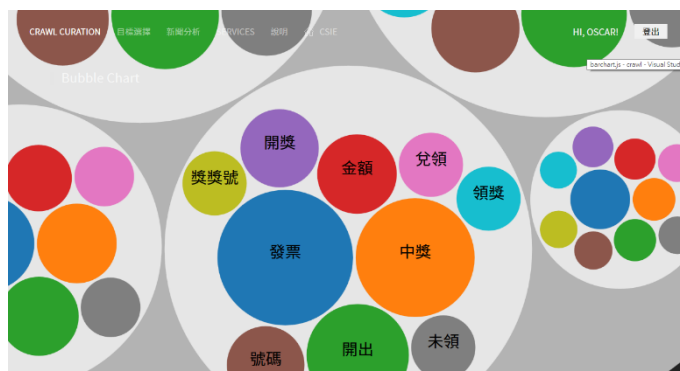 CRAWL CURATION 目標選擇 新聞分析 SERVICES 說明 CSIE HI, OSCAR! 登出
barchart.js - crawl - Visual Stud
Bubble Chart
開獎
金額
兌領
獎獎號
領獎
發票
中獎
開出
未領
號碼